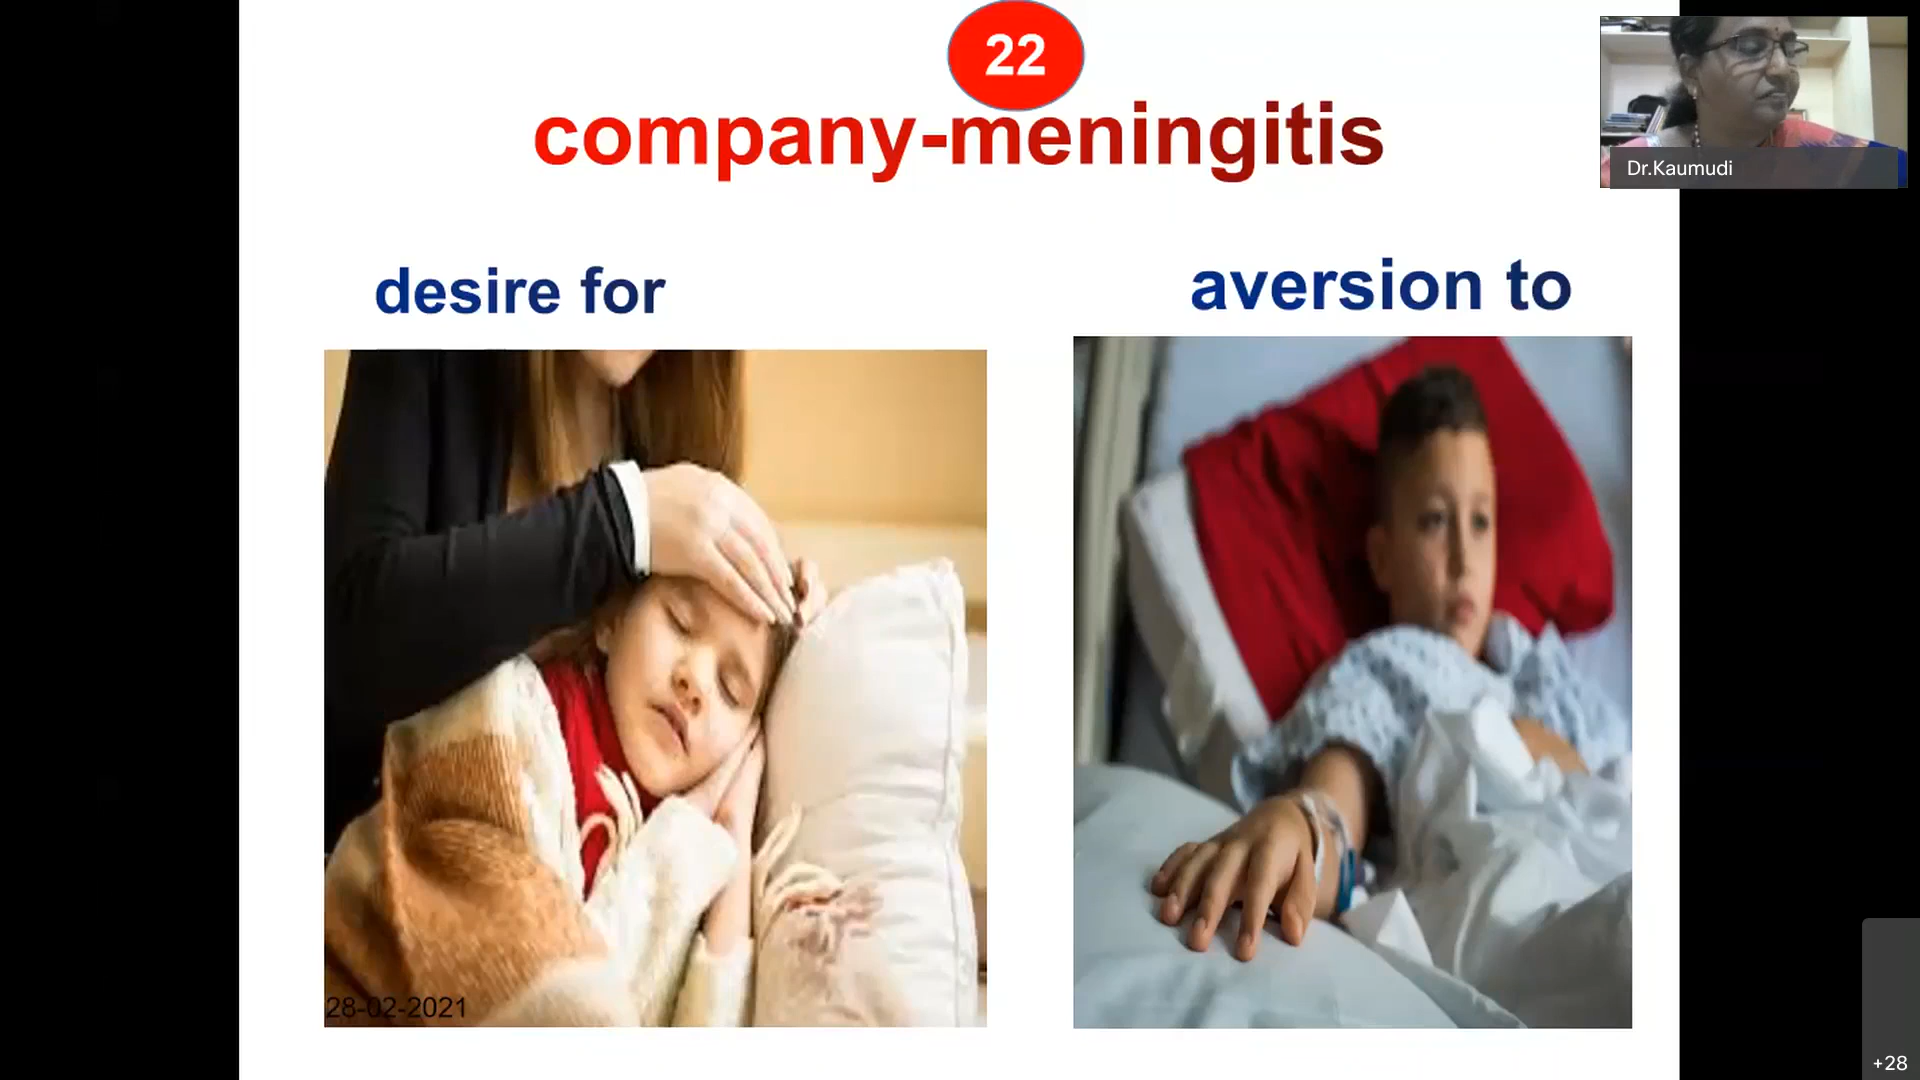 22
company-meningitis
Dr.Kaumudi
desire for
aversion to
28-02-2021
+28